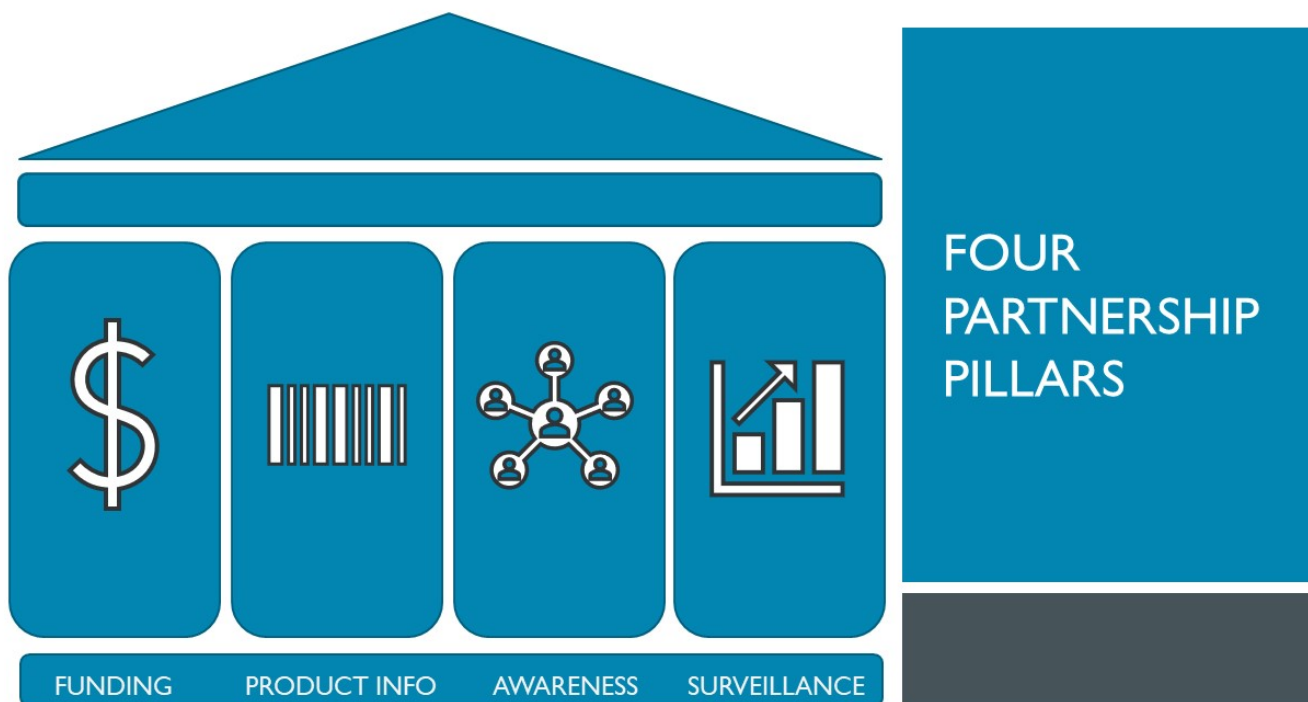 FOUR
PARTNERSHIP
PILLARS
FUNDING PRODUCT INFO AWARENESS SURVEILLANCE